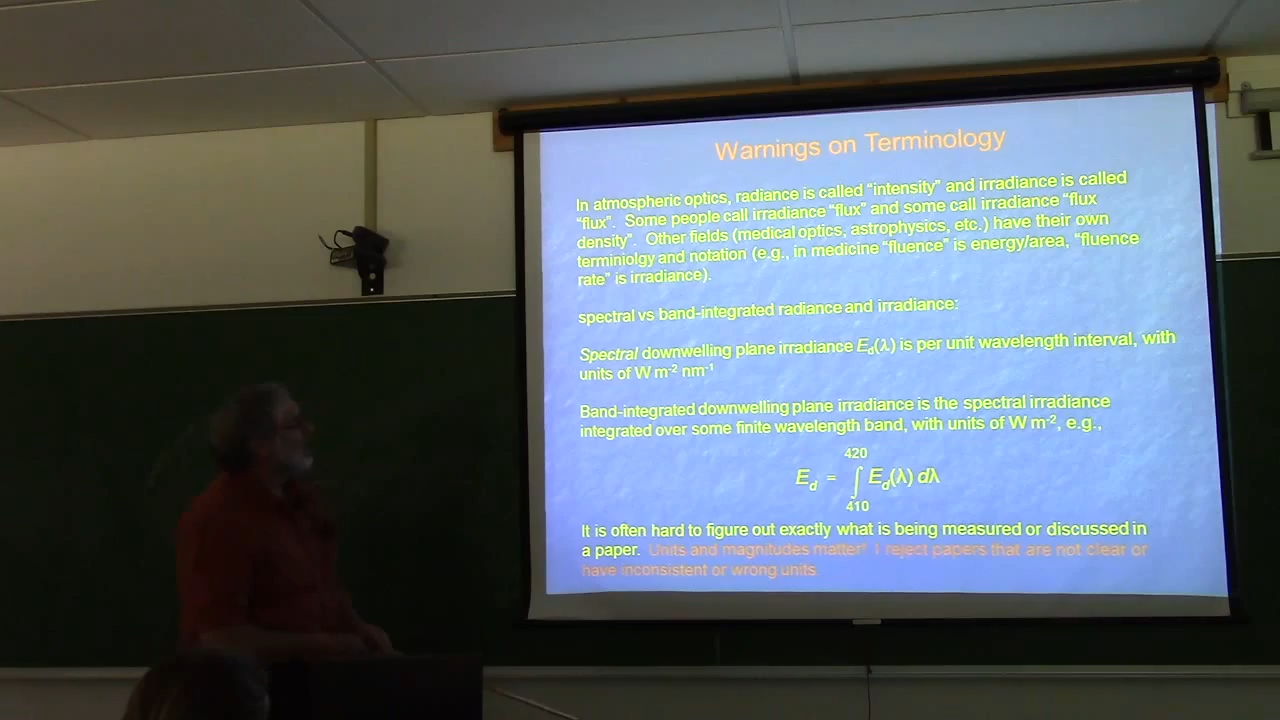 Warnings on Terminology
In atmospheric optics, radiance is called “intensity” and irradiance is called
“flux”. Some people call irradiance “flux” and some call irradiance “flux
density”. Other fields (medical optics, astrophysics, etc.) have their own
terminiolgy and notation (e.g., in medicine “fluence” is energy/area, “fluence
rate” is irradiance).
spectral vs band-integrated radiance and irradiance:
Spectral downwelling plane irradiance E_d(λ) is per unit wavelength interval, with
units of W m⁻² nm⁻¹
Band-integrated downwelling plane irradiance is the spectral irradiance
integrated over some finite wavelength band, with units of W m⁻², e.g.,
420
E_d = ∫ E_d(λ) dλ
410
It is often hard to figure out exactly what is being measured or discussed in
a paper. Units and magnitudes matter! I reject papers that are not clear or
have inconsistent or wrong units.